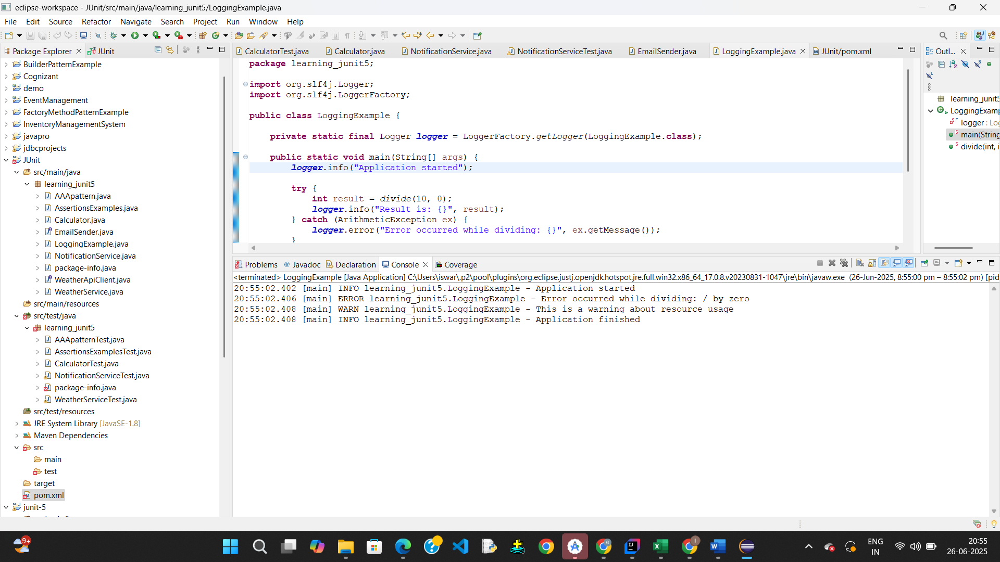 eclipse-workspace - JUnit/src/main/java/learning_junit5/LoggingExample.java
File Edit Source Refactor Navigate Search Project Run Window Help
Package Explorer
JUnit
BuilderPatternExample
Cognizant
demo
EventManagement
FactoryMethodPatternExample
InventoryManagementSystem
javapro
jdbcprojects
JUnit
src/main/java
learning_junit5
AAApattern.java
AssertionsExamples.java
Calculator.java
EmailSender.java
LoggingExample.java
NotificationService.java
package-info.java
WeatherApiClient.java
WeatherService.java
src/main/resources
src/test/java
learning_junit5
AAApatternTest.java
AssertionsExamplesTest.java
CalculatorTest.java
NotificationServiceTest.java
package-info.java
WeatherServiceTest.java
src/test/resources
JRE System Library [JavaSE-1.8]
Maven Dependencies
src
main
test
target
pom.xml
junit-5
CalculatorTest.java Calculator.java NotificationService.java NotificationServiceTest.java EmailSender.java LoggingExample.java JUnit/pom.xml
package learning_junit5;
import org.slf4j.Logger;
import org.slf4j.LoggerFactory;
public class LoggingExample {
private static final Logger logger = LoggerFactory.getLogger(LoggingExample.class);
public static void main(String[] args) {
logger.info("Application started");
try {
int result = divide(10, 0);
logger.info("Result is: {}", result);
} catch (ArithmeticException ex) {
logger.error("Error occurred while dividing: {}", ex.getMessage());
}
Outl...
learning_junit5
LoggingExamp
logger : Log
main(String
divide(int, i
Problems Javadoc Declaration Console Coverage
<terminated> LoggingExample [Java Application] C:\Users\iswar\.p2\pool\plugins\org.eclipse.justj.openjdk.hotspot.jre.full.win32.x86_64_17.0.8.v20230831-1047\jre\bin\javaw.exe (26-Jun-2025, 8:55:00 pm – 8:55:02 pm) [pid
20:55:02.402 [main] INFO learning_junit5.LoggingExample - Application started
20:55:02.406 [main] ERROR learning_junit5.LoggingExample - Error occurred while dividing: / by zero
20:55:02.408 [main] WARN learning_junit5.LoggingExample - This is a warning about resource usage
20:55:02.408 [main] INFO learning_junit5.LoggingExample - Application finished
9+
ENG
IN
20:55
26-06-2025